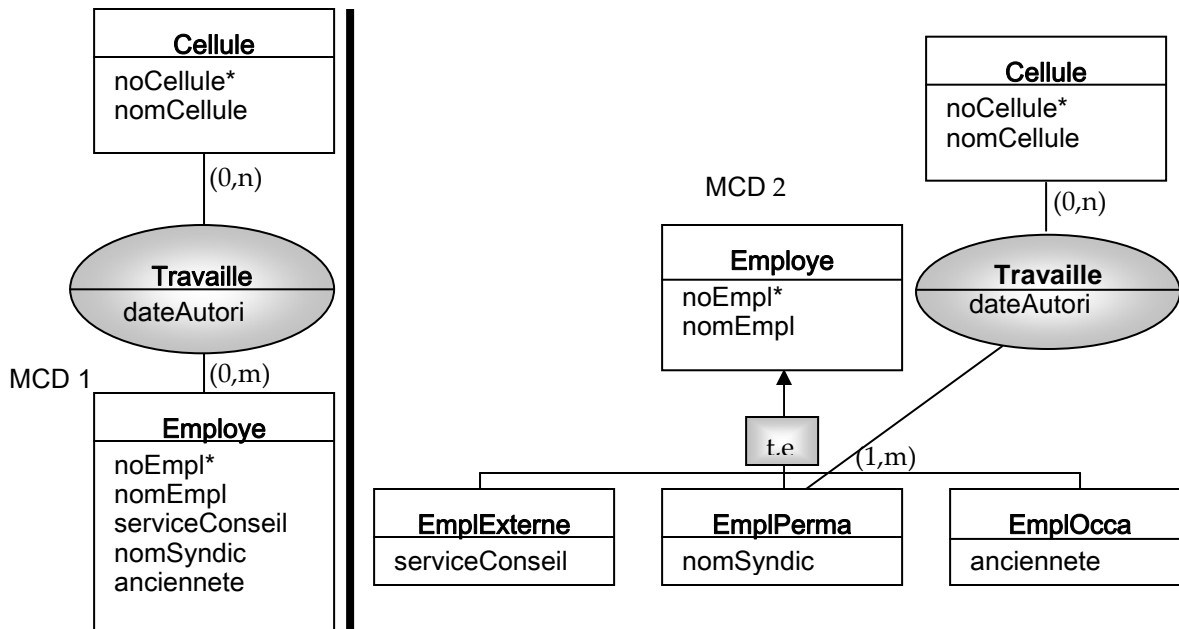 Cellule
noCellule*
nomCellule
(0,n)
Travaille
dateAutori
(0,m)
MCD 1
Employe
noEmpl*
nomEmpl
serviceConseil
nomSyndic
anciennete
MCD 2
Cellule
noCellule*
nomCellule
(0,n)
Travaille
dateAutori
Employe
noEmpl*
nomEmpl
t.e
(1,m)
EmplExterne
serviceConseil
EmplPerma
nomSyndic
EmplOcca
anciennete